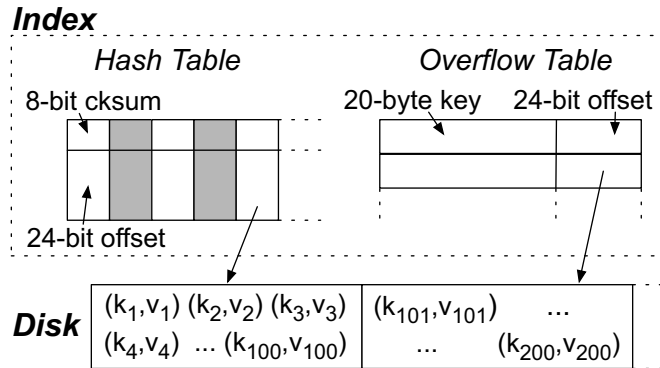 Index
Hash Table
Overflow Table
8-bit cksum
20-byte key
24-bit offset
24-bit offset
Disk
(k1,v1) (k2,v2) (k3,v3)
(k4,v4) ... (k100,v100)
(k101,v101) ...
... (k200,v200)